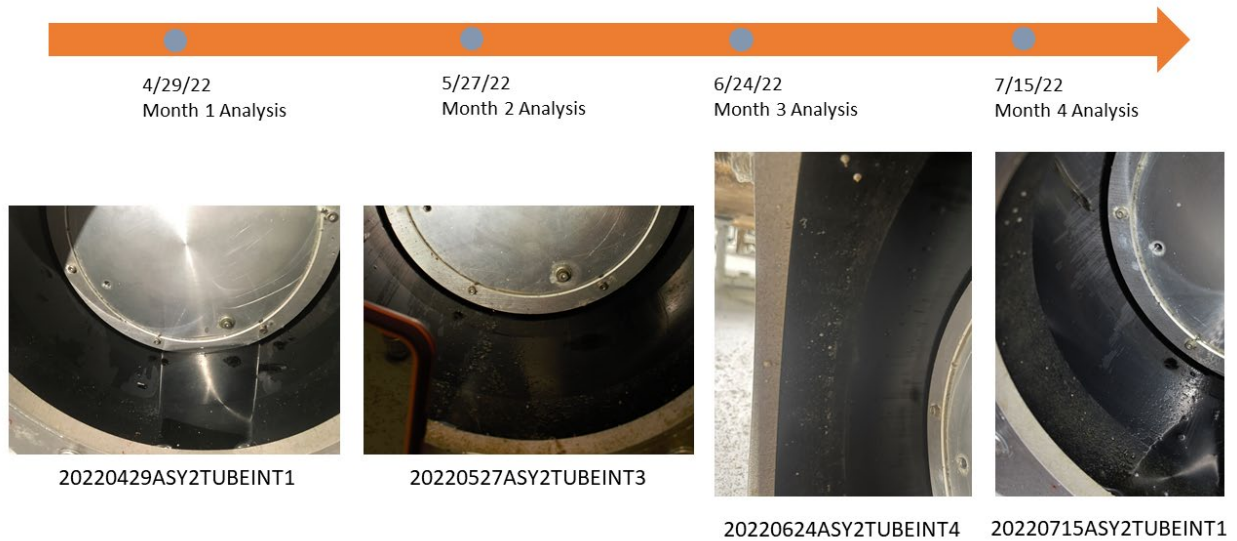 4/29/22
Month 1 Analysis
5/27/22
Month 2 Analysis
6/24/22
Month 3 Analysis
7/15/22
Month 4 Analysis
20220429ASY2TUBEINT1
20220527ASY2TUBEINT3
20220624ASY2TUBEINT4
20220715ASY2TUBEINT1